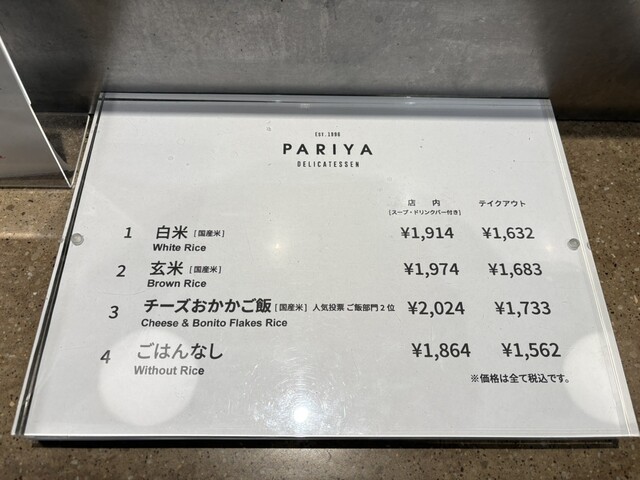 EST. 1996
PARIYA
DELICATESSEN
店内 テイクアウト
[スープ・ドリンクバー付き]
1 白米 [国産米] ¥1,914 ¥1,632
White Rice
2 玄米 [国産米] ¥1,974 ¥1,683
Brown Rice
3 チーズおかかご飯 [国産米] 人気投票 ご飯部門2位 ¥2,024 ¥1,733
Cheese & Bonito Flakes Rice
4 ごはんなし ¥1,864 ¥1,562
Without Rice
※価格は全て税込です。